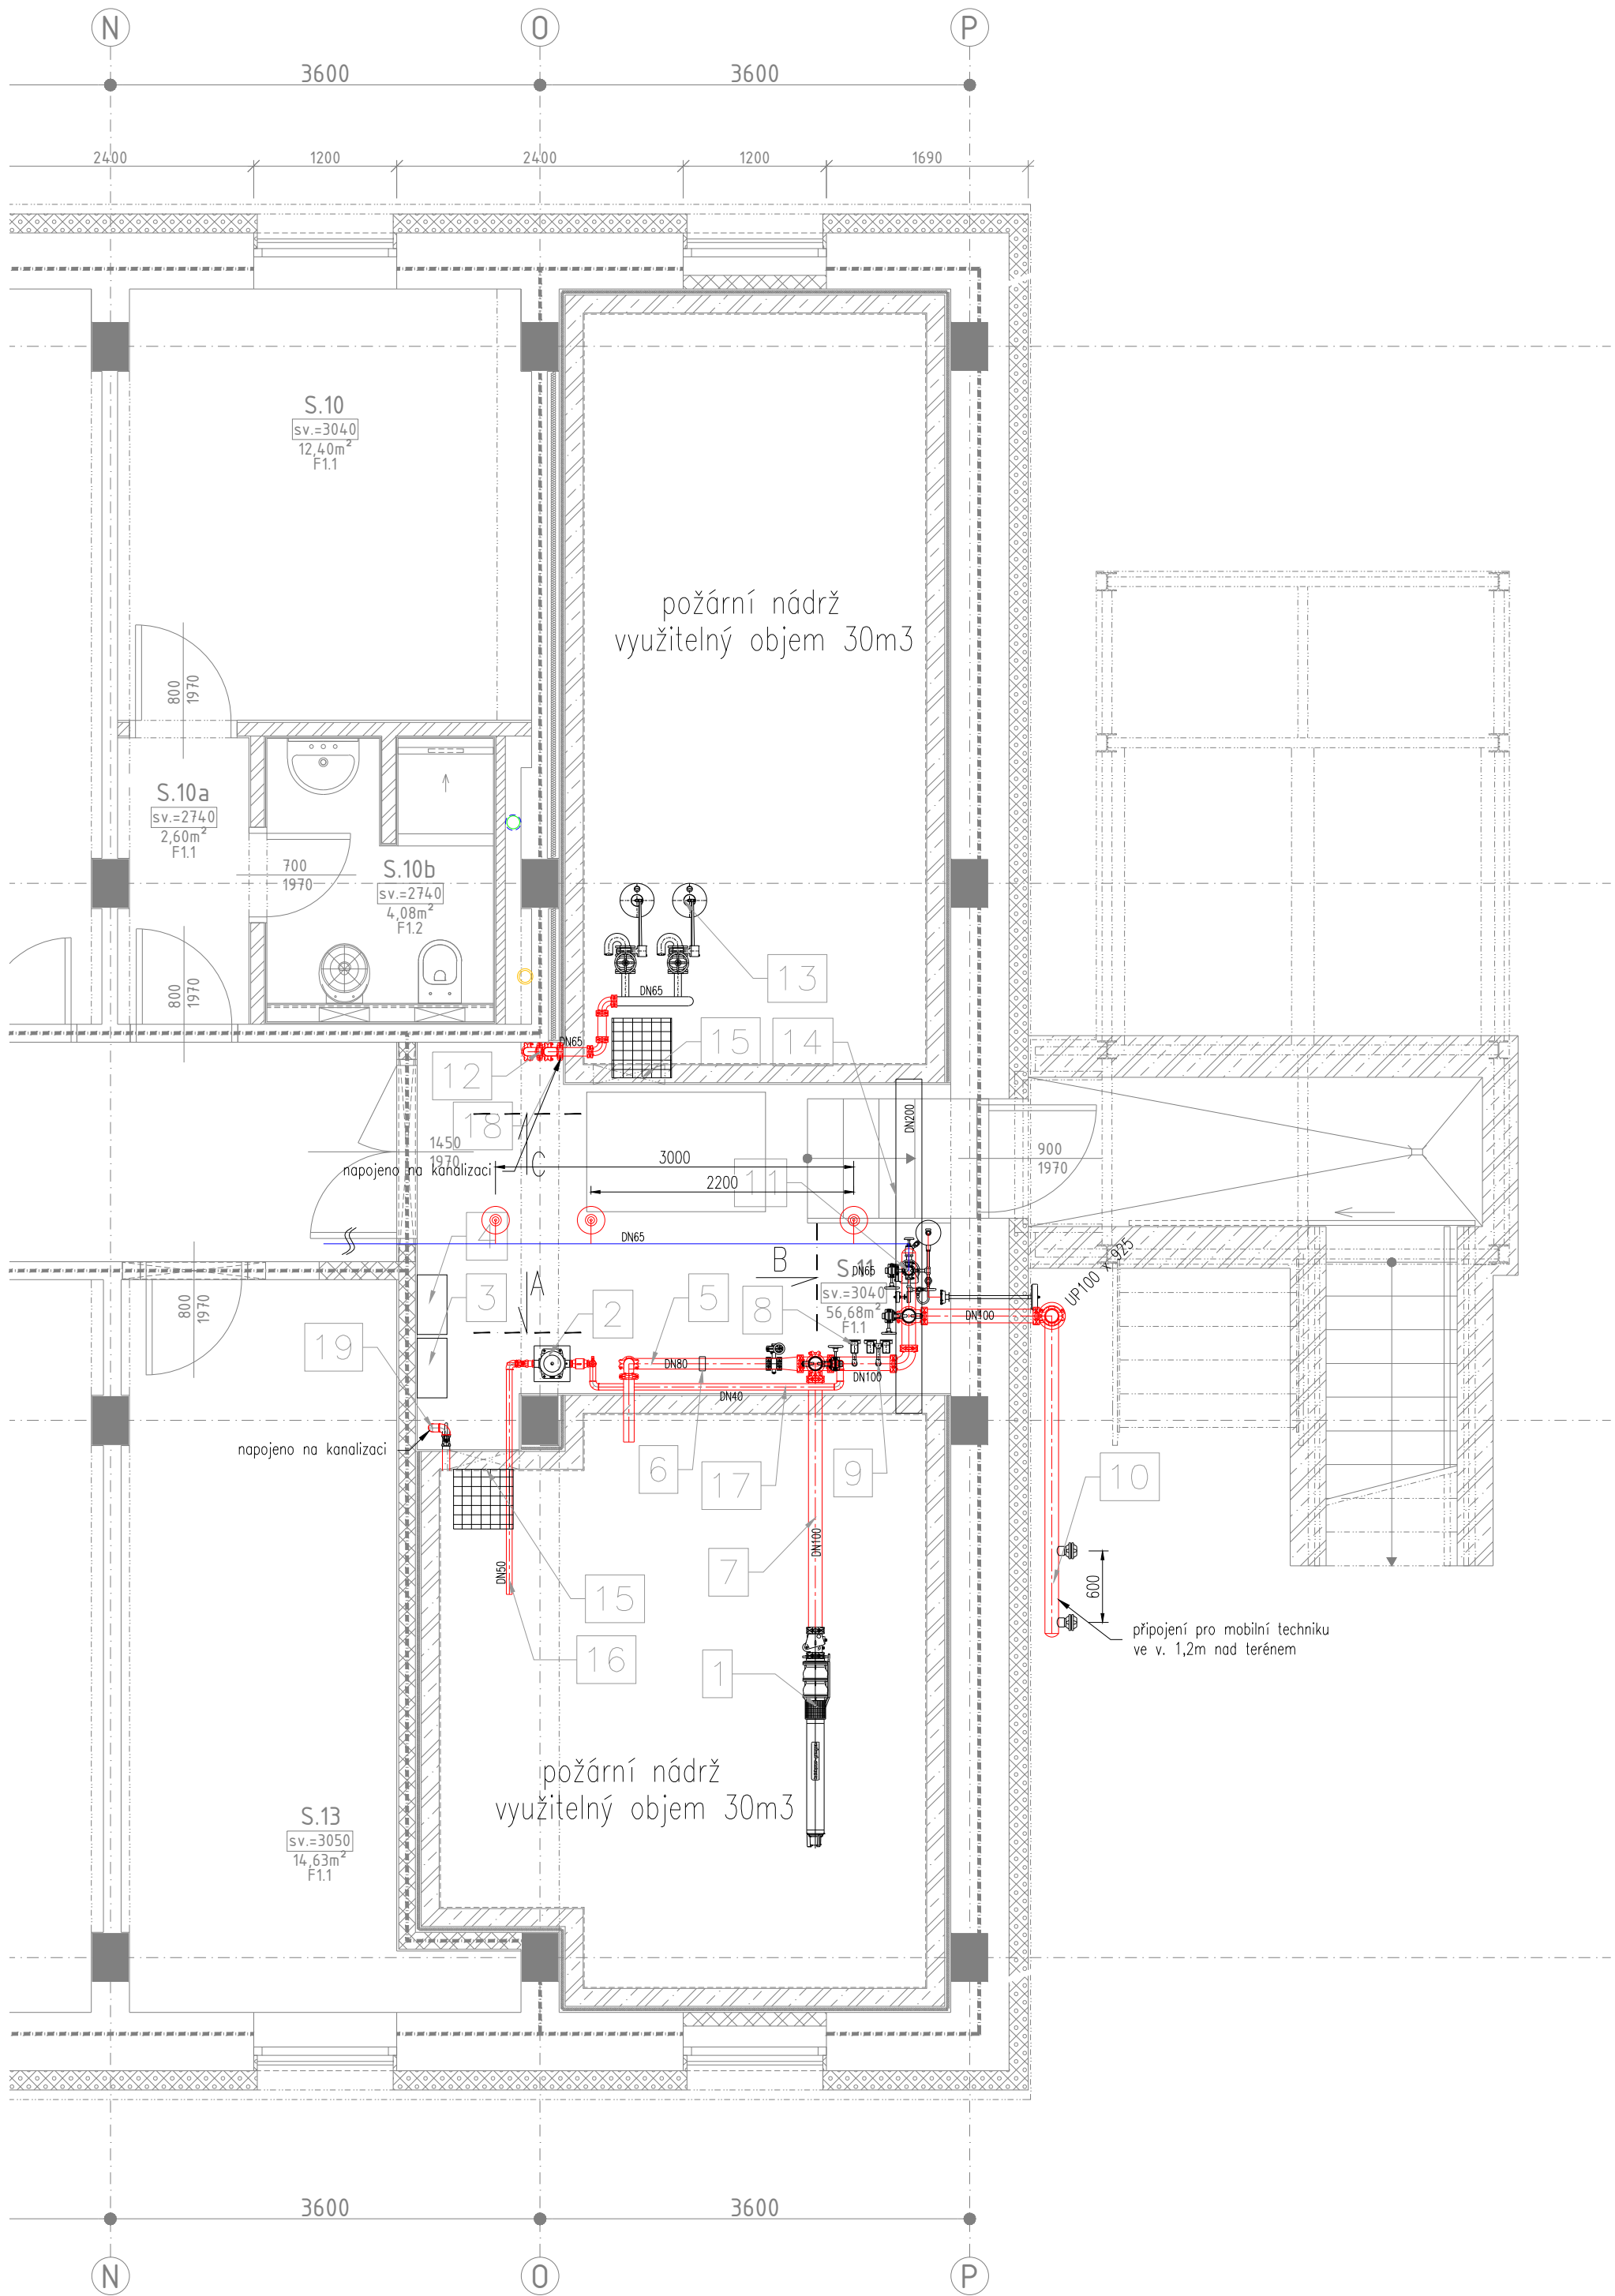 N
O
P
3600
3600
2400
1200
2400
1200
1690
S.10
sv.=3040
12,40m²
F1.1
požární nádrž
využitelný objem 30m3
800
1970
S.10a
sv.=2740
2,60m²
F1.1
700
1970
S.10b
sv.=2740
4,08m²
F1.2
800
1970
13
DN65
DN65
12
15
14
18
DN200
1450
1970
napojeno na kanalizaci
C
3000
11
2200
900
1970
4
DN65
B
S.11
DN65
sv.=3040
56,68m²
F1.1
UP100 x 925
A
3
2
5
8
DN100
800
1970
19
DN80
DN100
DN40
napojeno na kanalizaci
6
17
9
10
DN100
DN50
7
15
600
16
1
připojení pro mobilní techniku
ve v. 1,2m nad terénem
požární nádrž
využitelný objem 30m3
S.13
sv.=3050
14,63m²
F1.1
3600
3600
N
O
P